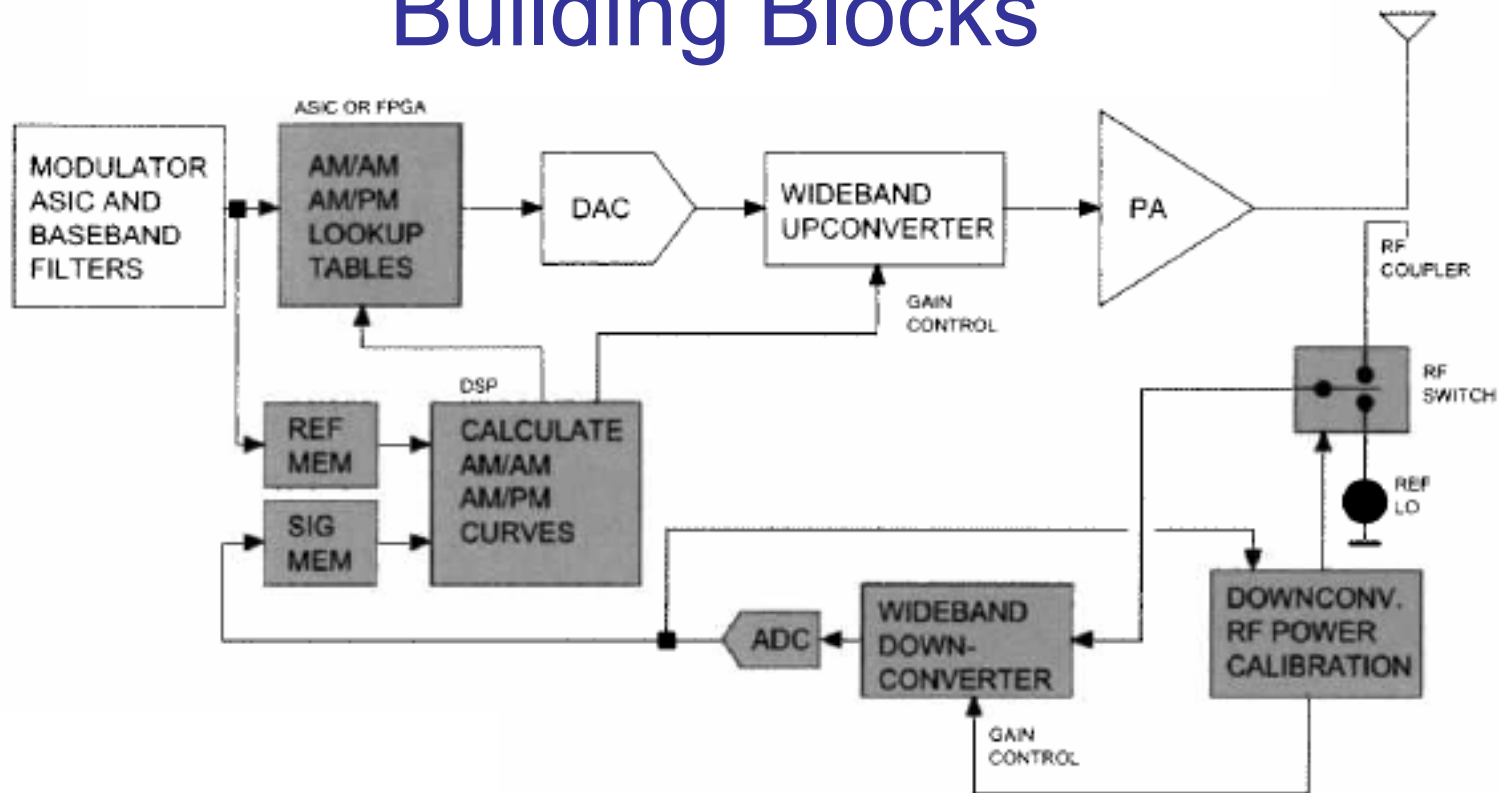 Building Blocks
ASIC OR FPGA
MODULATOR
ASIC AND
BASEBAND
FILTERS
AM/AM
AM/PM
LOOKUP
TABLES
DAC
WIDEBAND
UPCONVERTER
PA
RF
COUPLER
GAIN
CONTROL
RF
SWITCH
DSP
REF
MEM
CALCULATE
AM/AM
AM/PM
CURVES
SIG
MEM
REF
LO
ADC
WIDEBAND
DOWN-
CONVERTER
DOWNCONV.
RF POWER
CALIBRATION
GAIN
CONTROL